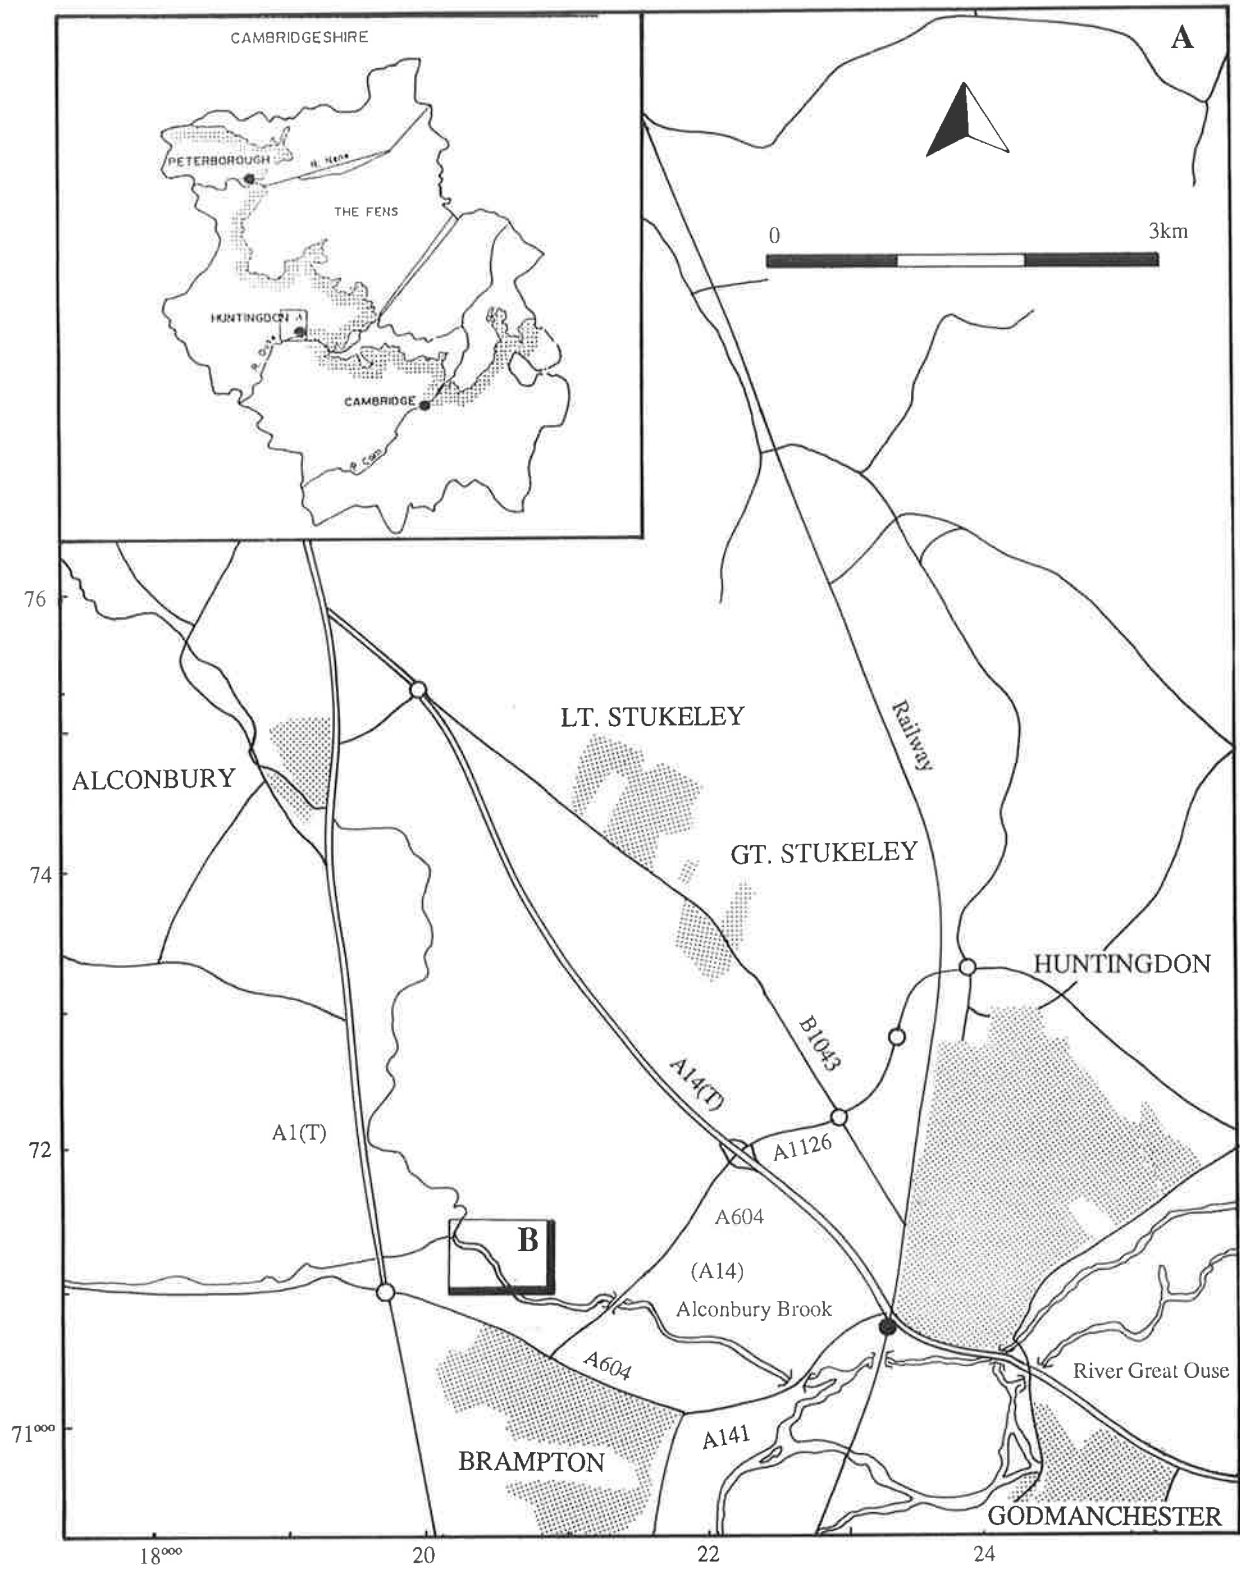 CAMBRIDGESHIRE
A
PETERBOROUGH
R. Nene
THE FENS
0
3km
HUNTINGDON
A
R. Ouse
CAMBRIDGE
R. Cam
76
LT. STUKELEY
Railway
ALCONBURY
GT. STUKELEY
74
HUNTINGDON
B1043
A14(T)
A1(T)
A1126
72
A604
B
(A14)
Alconbury Brook
A604
River Great Ouse
71⁰⁰⁰
A141
BRAMPTON
GODMANCHESTER
18⁰⁰⁰
20
22
24